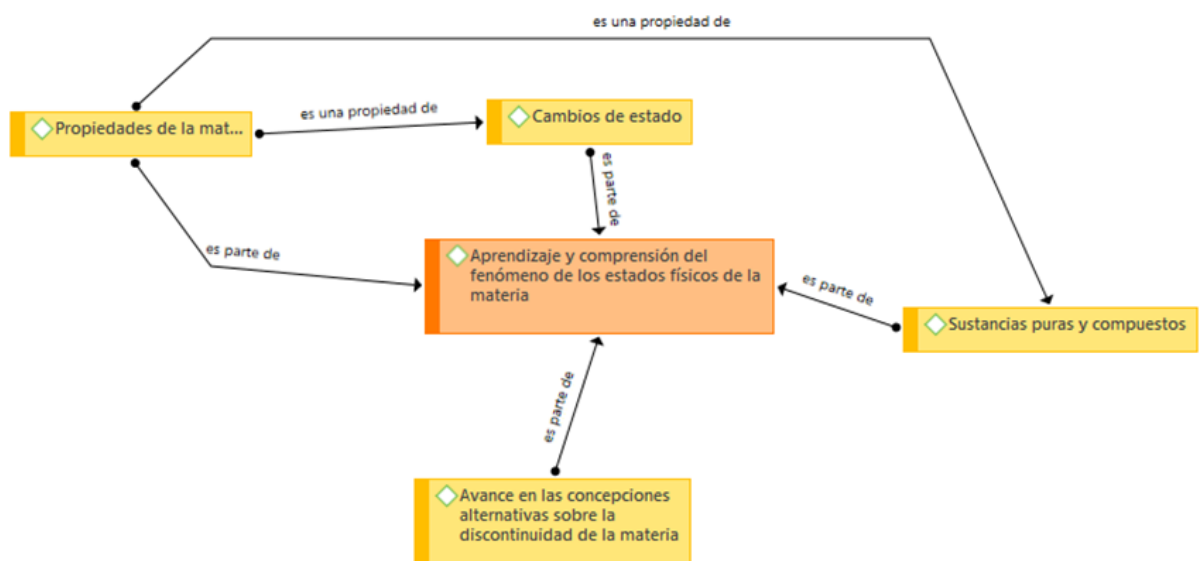 es una propiedad de
es una propiedad de
Cambios de estado
Propiedades de la mat...
es parte de
es parte de
Aprendizaje y comprensión del
fenómeno de los estados físicos de la
materia
es parte de
Sustancias puras y compuestos
es parte de
Avance en las concepciones
alternativas sobre la
discontinuidad de la materia